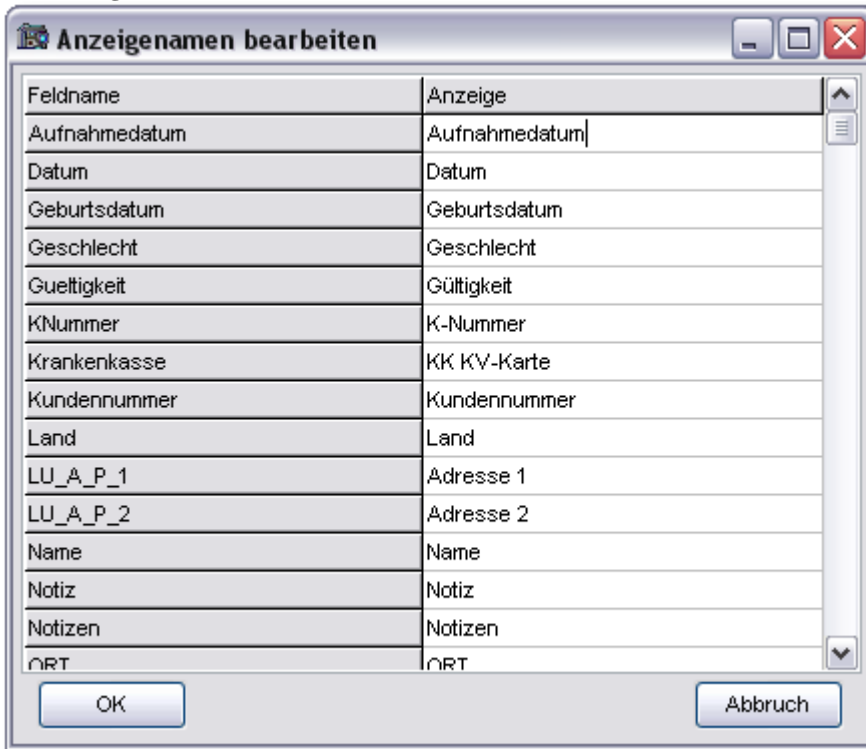 Anzeigenamen bearbeiten
Feldname Anzeige
Aufnahmedatum Aufnahmedatum
Datum Datum
Geburtsdatum Geburtsdatum
Geschlecht Geschlecht
Gueltigkeit Gültigkeit
KNummer K-Nummer
Krankenkasse KK KV-Karte
Kundennummer Kundennummer
Land Land
LU_A_P_1 Adresse 1
LU_A_P_2 Adresse 2
Name Name
Notiz Notiz
Notizen Notizen
ORT ORT
OK Abbruch